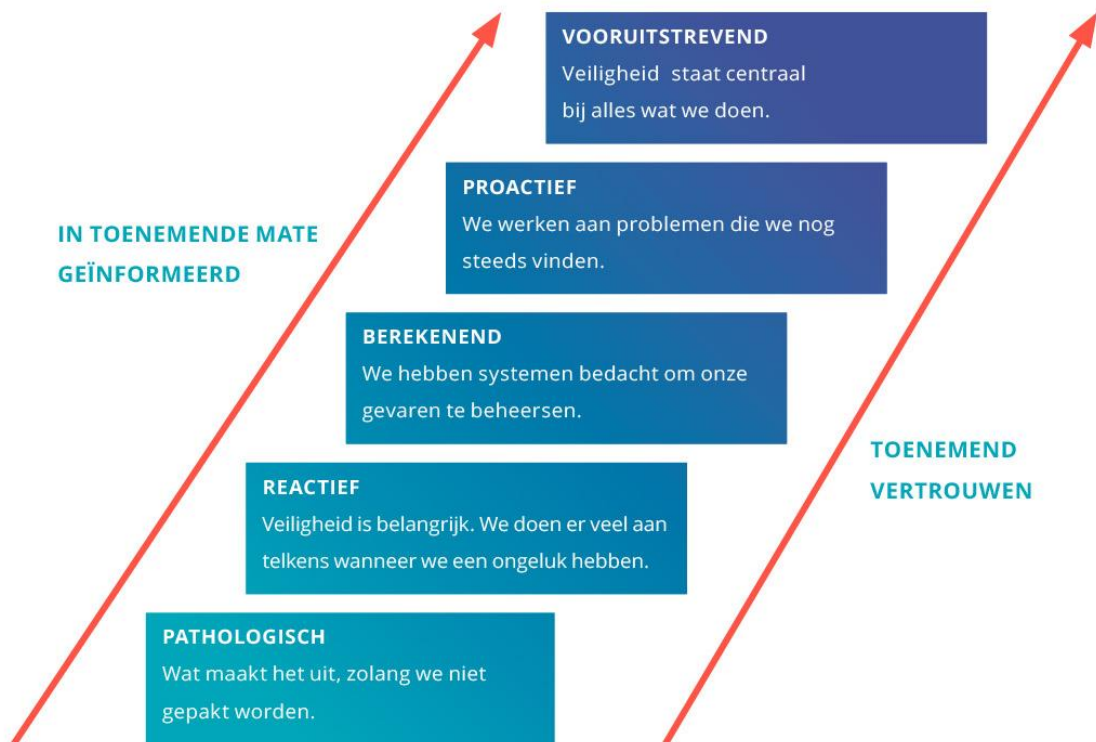 VOORUITSTREVEND
Veiligheid staat centraal
bij alles wat we doen.
PROACTIEF
We werken aan problemen die we nog
steeds vinden.
IN TOENEMENDE MATE
GEÏNFORMEERD
BEREKENEND
We hebben systemen bedacht om onze
gevaren te beheersen.
TOENEMEND
VERTROUWEN
REACTIEF
Veiligheid is belangrijk. We doen er veel aan
telkens wanneer we een ongeluk hebben.
PATHOLOGISCH
Wat maakt het uit, zolang we niet
gepakt worden.